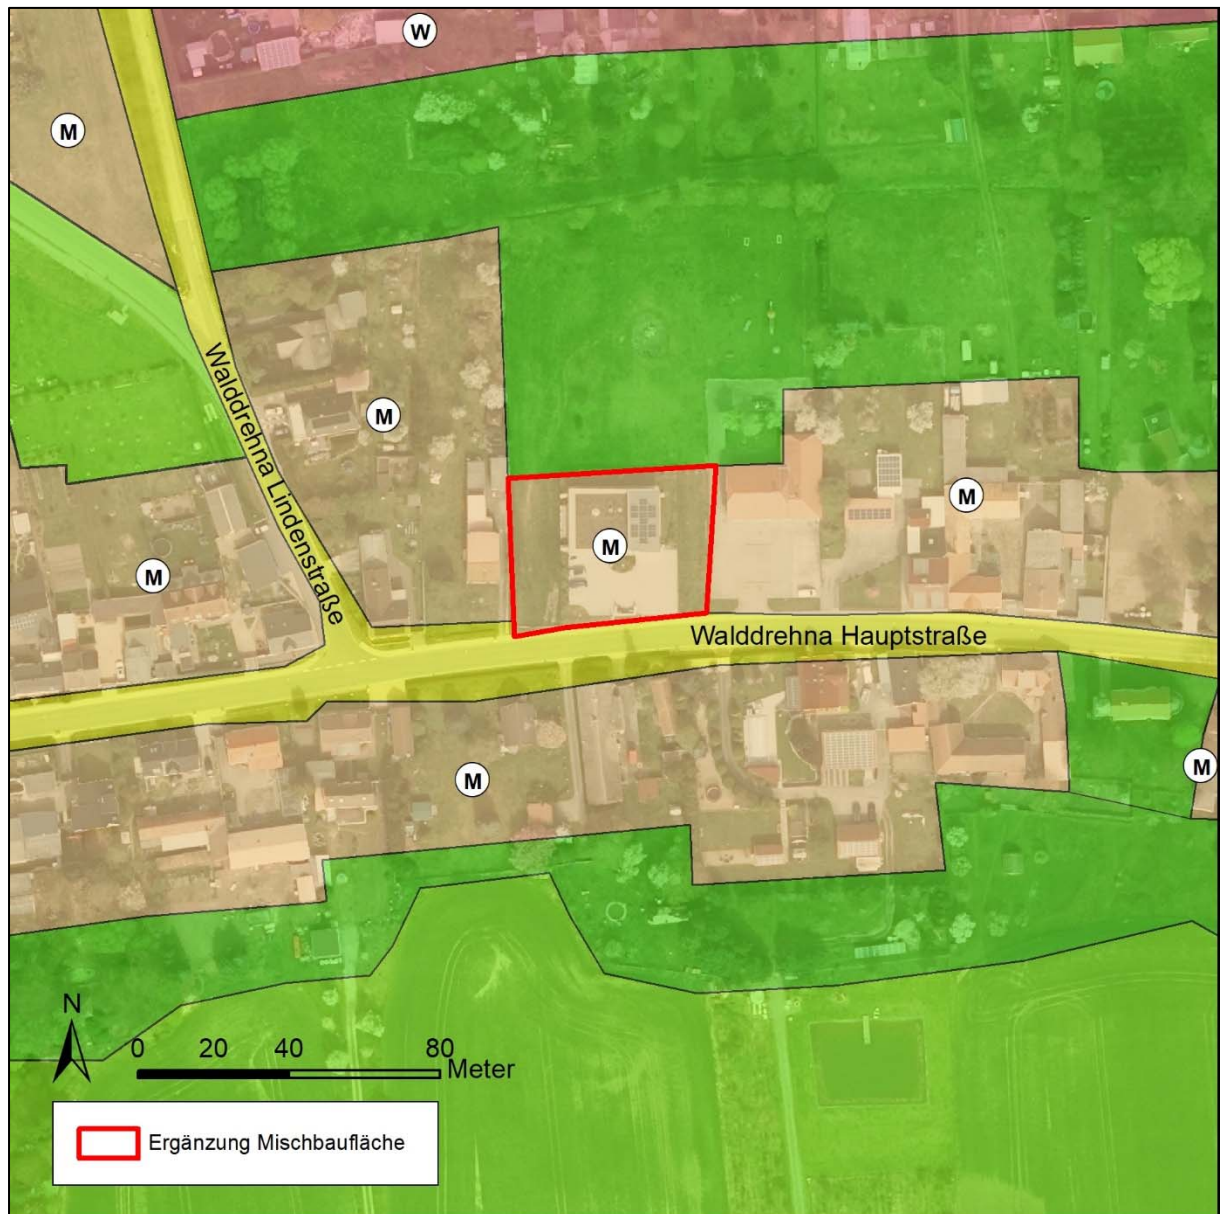 W
M
M
M
M
M
Walddrehna Lindenstraße
Walddrehna Hauptstraße
M
M
N
0 20 40 80
Meter
Ergänzung Mischbaufläche